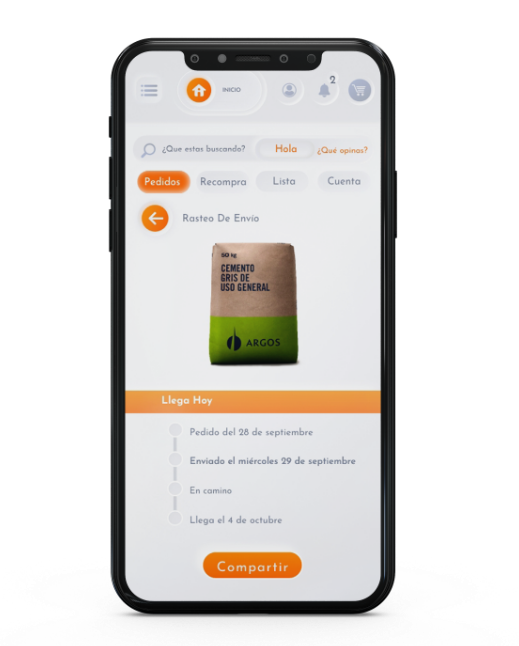 INICIO
2
¿Que estas buscando?
Hola
¿Qué opinas?
Pedidos
Recompra
Lista
Cuenta
Rasteo De Envío
50 kg
CEMENTO
GRIS DE
USO GENERAL
ARGOS
Llega Hoy
Pedido del 28 de septiembre
Enviado el miércoles 29 de septiembre
En camino
Llega el 4 de octubre
Compartir